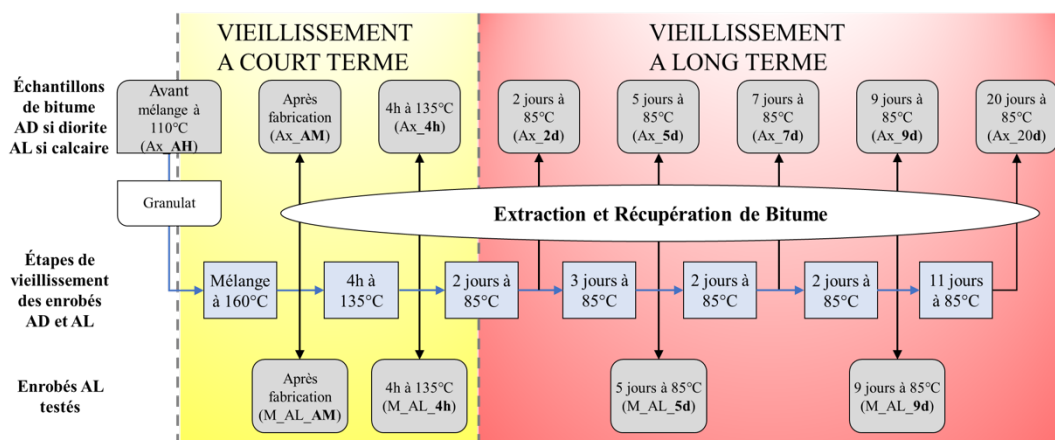 VIEILLISSEMENT
A COURT TERME
VIEILLISSEMENT
A LONG TERME
Échantillons
de bitume
AD si diorite
AL si calcaire
Avant
mélange à
110°C
(Ax_AH)
Après
fabrication
(Ax_AM)
4h à 135°C
(Ax_4h)
2 jours à
85°C
(Ax_2d)
5 jours à
85°C
(Ax_5d)
7 jours à
85°C
(Ax_7d)
9 jours à
85°C
(Ax_9d)
20 jours à
85°C
(Ax_20d)
Granulat
Extraction et Récupération de Bitume
Étapes de
vieillissement
des enrobés
AD et AL
Mélange
à 160°C
4h à
135°C
2 jours à
85°C
3 jours à
85°C
2 jours à
85°C
2 jours à
85°C
11 jours
à 85°C
Enrobés AL
testés
Après
fabrication
(M_AL_AM)
4h à 135°C
(M_AL_4h)
5 jours à 85°C
(M_AL_5d)
9 jours à 85°C
(M_AL_9d)